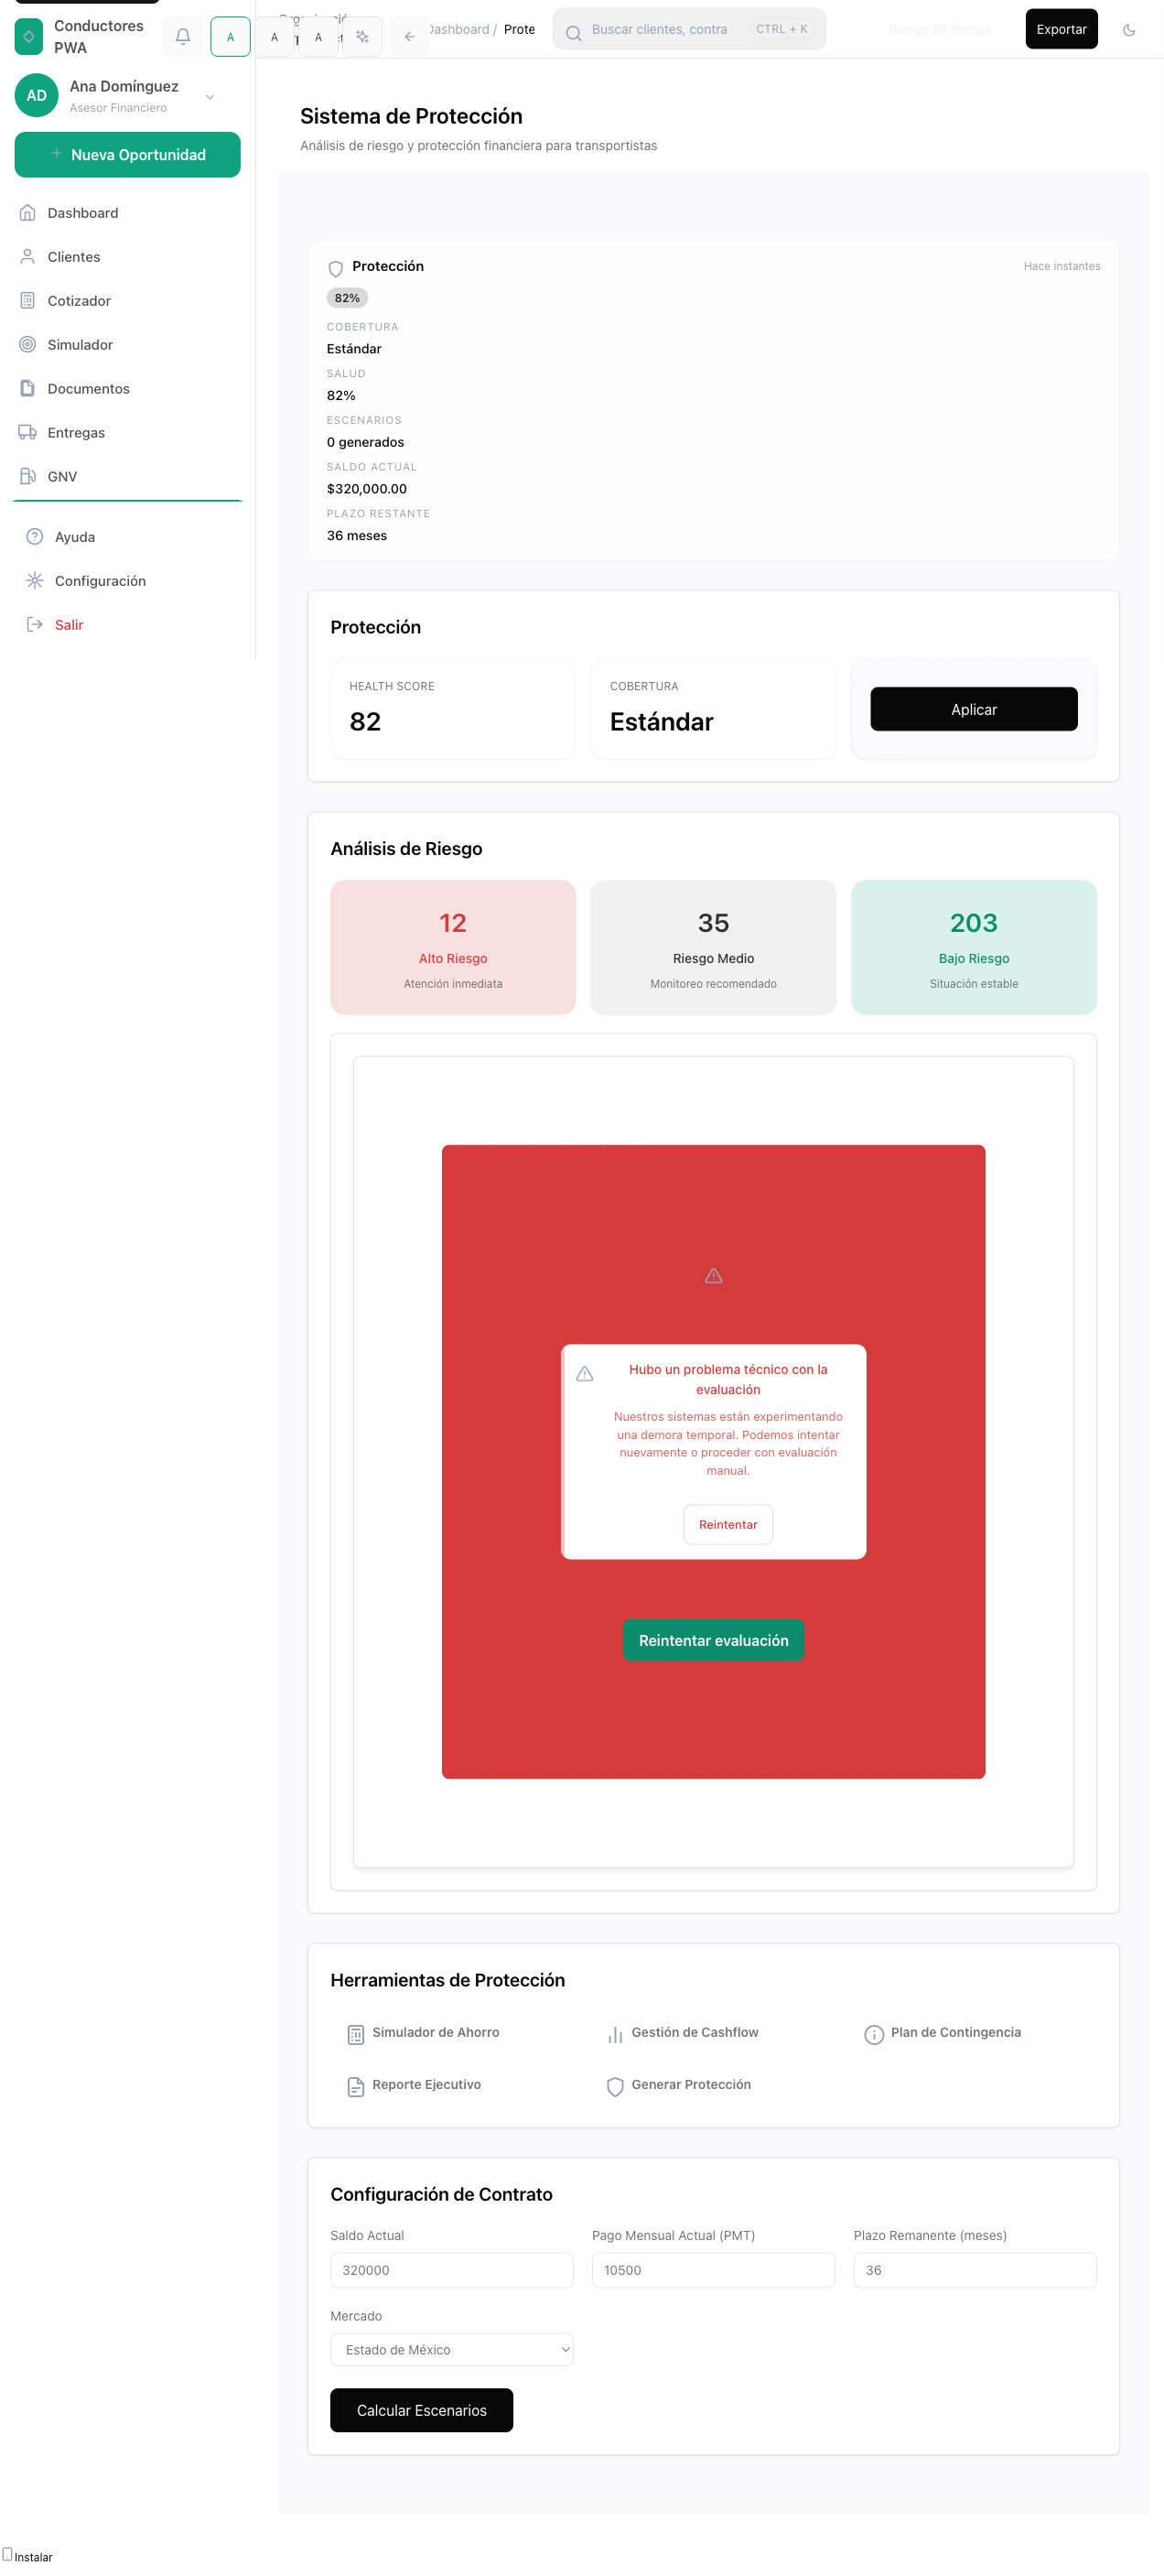 Conductores
PWA
A
A
A
Dashboard / Prote
Buscar clientes, contra
CTRL + K
Rango de fechas
Exportar
AD
Ana Domínguez
Asesor Financiero
Nueva Oportunidad
Dashboard
Clientes
Cotizador
Simulador
Documentos
Entregas
GNV
Ayuda
Configuración
Salir
Sistema de Protección
Análisis de riesgo y protección financiera para transportistas
Protección
Hace instantes
82%
COBERTURA
Estándar
SALUD
82%
ESCENARIOS
0 generados
SALDO ACTUAL
$320,000.00
PLAZO RESTANTE
36 meses
Protección
HEALTH SCORE
82
COBERTURA
Estándar
Aplicar
Análisis de Riesgo
12
Alto Riesgo
Atención inmediata
35
Riesgo Medio
Monitoreo recomendado
203
Bajo Riesgo
Situación estable
Hubo un problema técnico con la
evaluación
Nuestros sistemas están experimentando
una demora temporal. Podemos intentar
nuevamente o proceder con evaluación
manual.
Reintentar
Reintentar evaluación
Herramientas de Protección
Simulador de Ahorro
Gestión de Cashflow
Plan de Contingencia
Reporte Ejecutivo
Generar Protección
Configuración de Contrato
Saldo Actual
320000
Pago Mensual Actual (PMT)
10500
Plazo Remanente (meses)
36
Mercado
Estado de México
Calcular Escenarios
Instalar